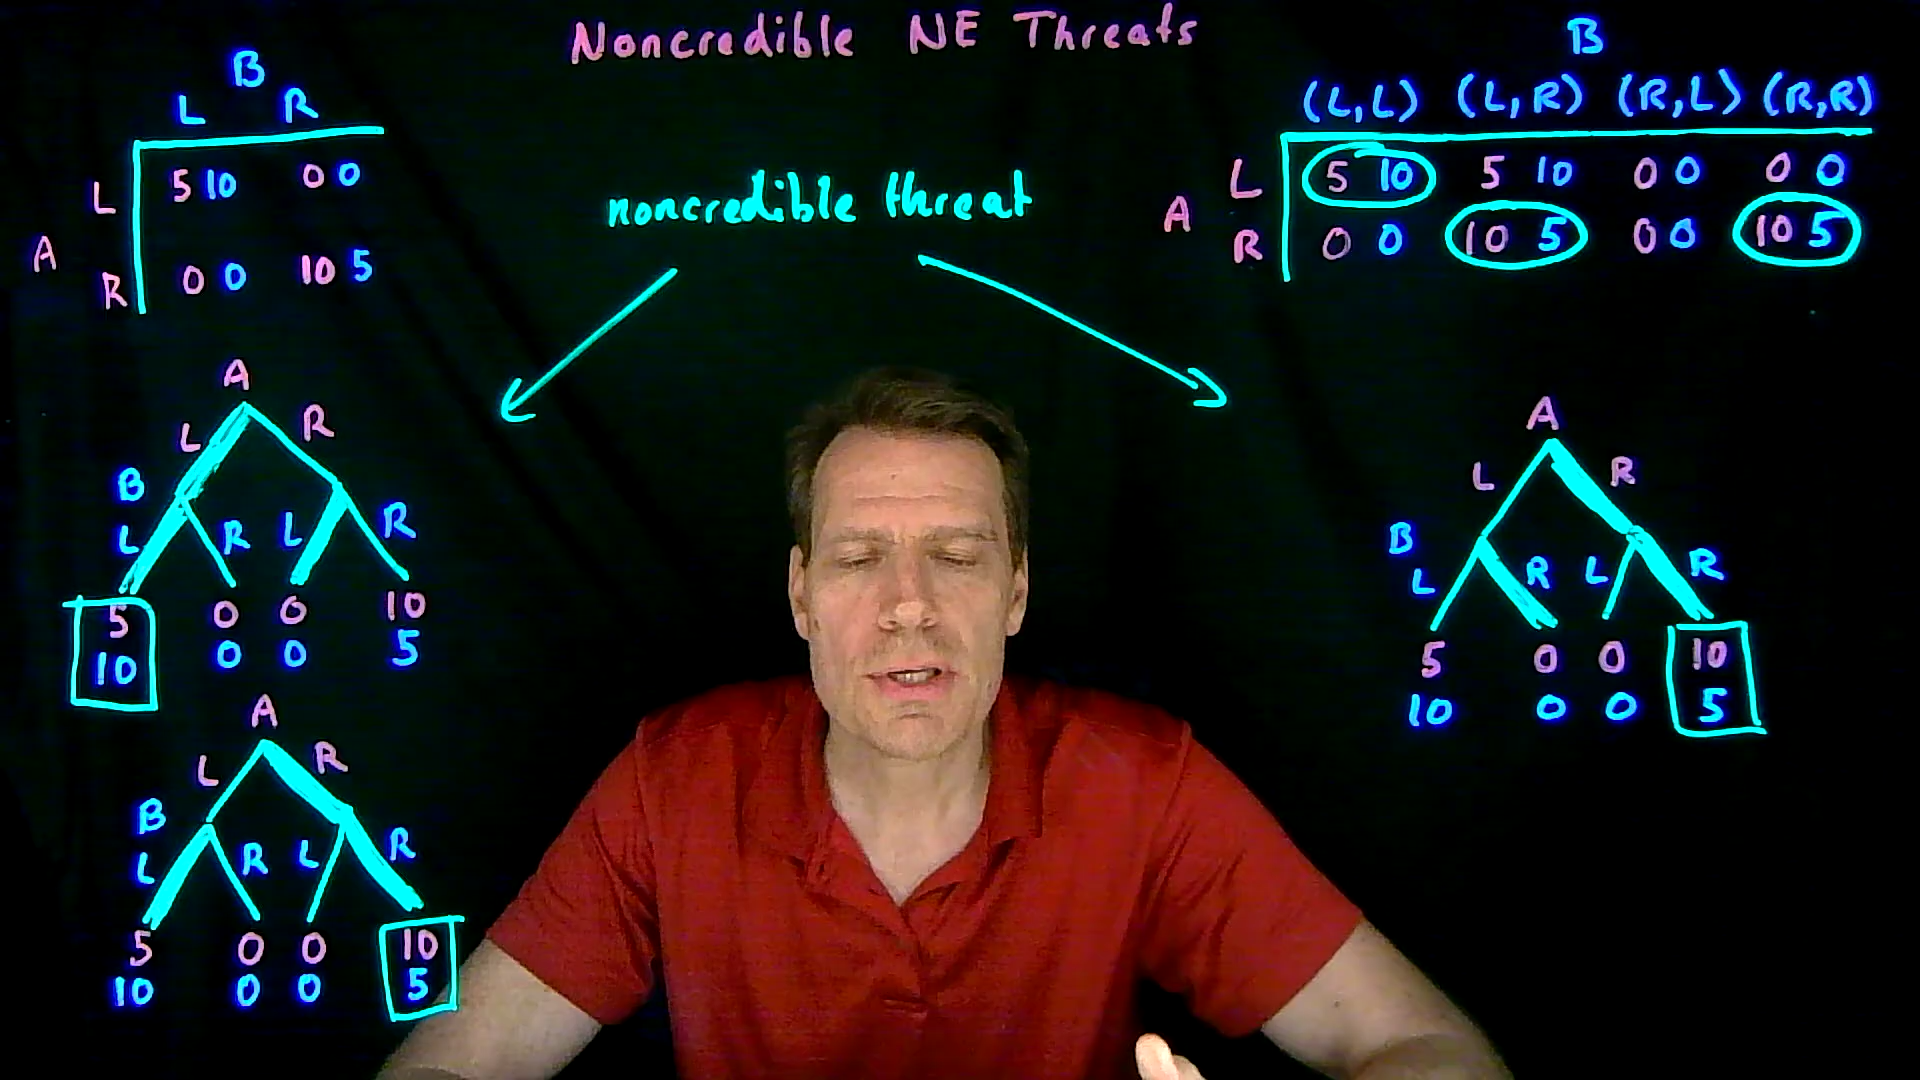 Noncredible NE Threats
B
L R
L 5 10 0 0
A
R 0 0 10 5
noncredible threat
B
(L,L) (L,R) (R,L) (R,R)
L 5 10 5 10 0 0 0 0
A
R 0 0 10 5 0 0 10 5
A
L R
B
L R L R
5 0 0 10
10 0 0 5
A
L R
B
L R L R
5 0 0 10
10 0 0 5
A
L R
B
L R L R
5 0 0 10
10 0 0 5